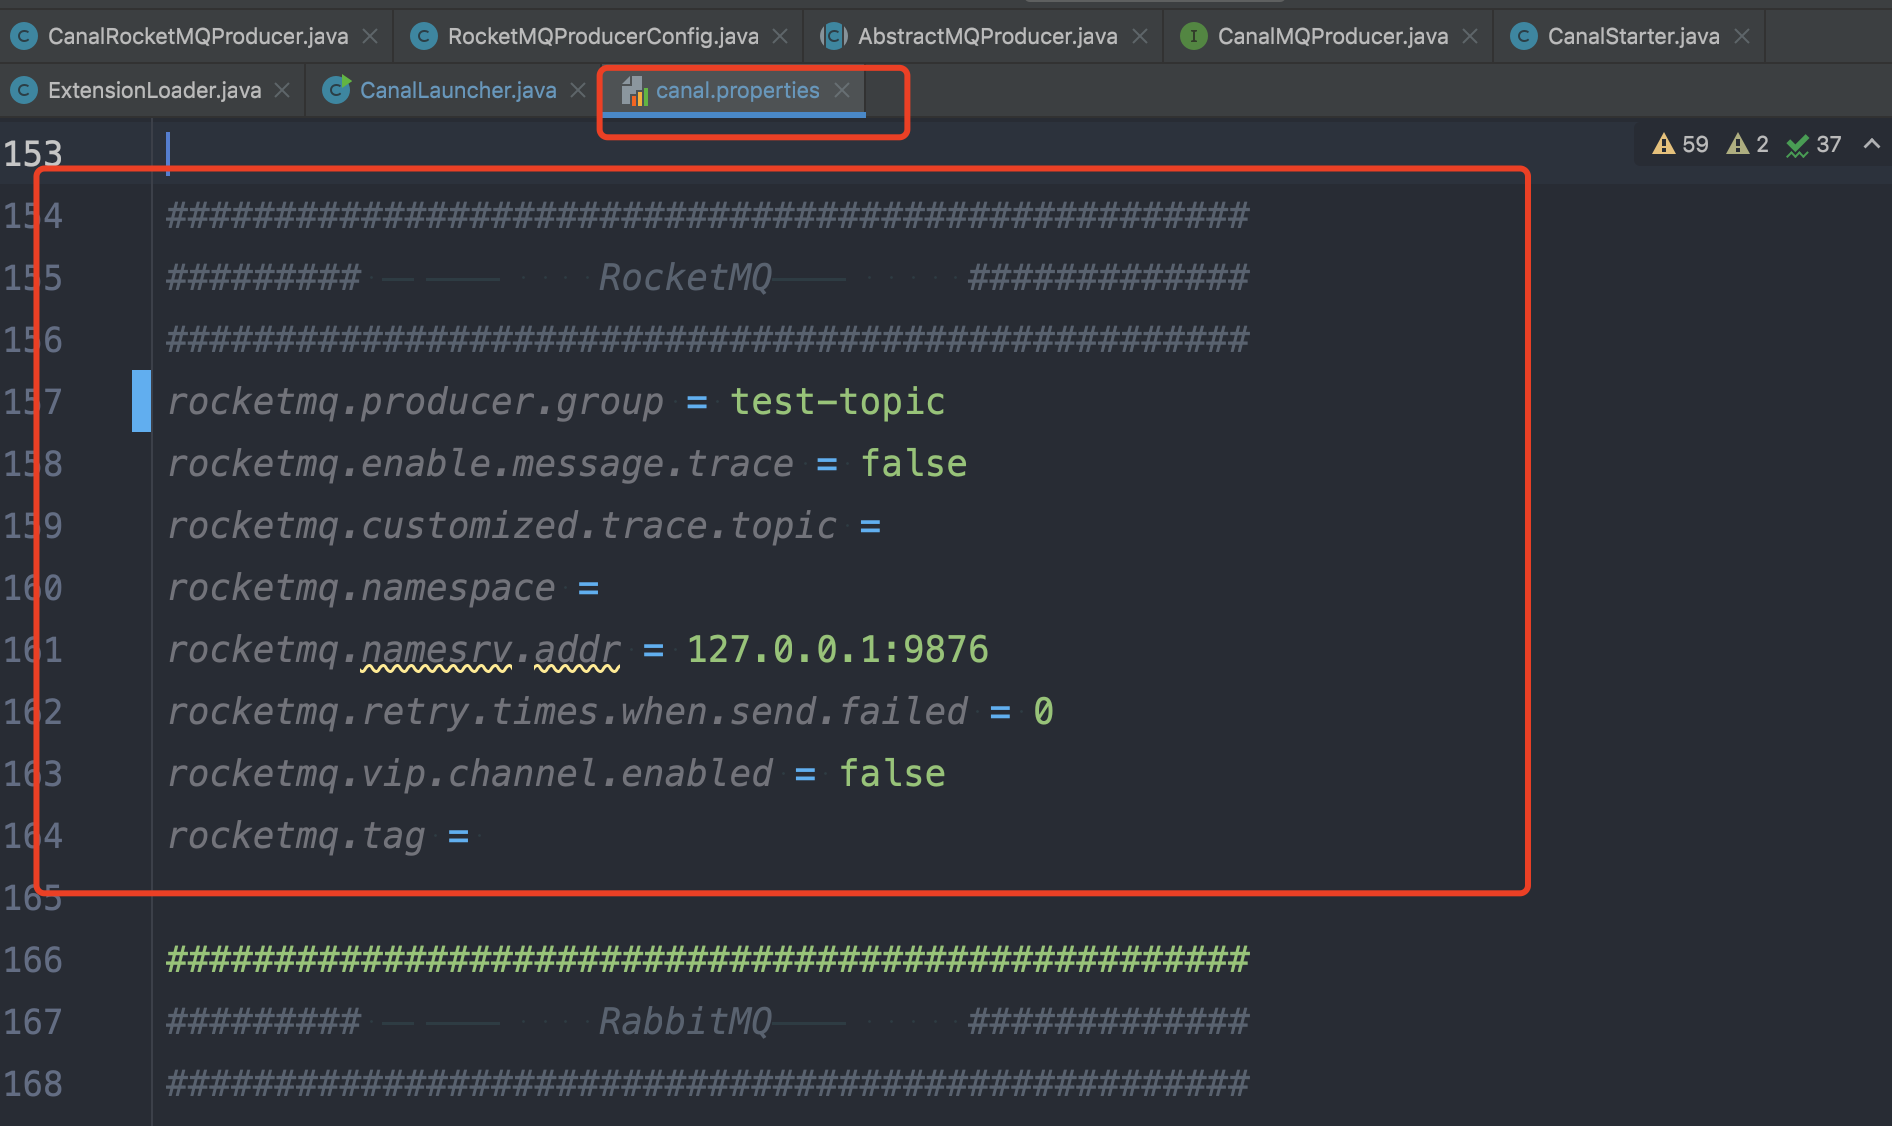 CanalRocketMQProducer.java RocketMQProducerConfig.java AbstractMQProducer.java CanalMQProducer.java CanalStarter.java
ExtensionLoader.java CanalLauncher.java canal.properties
59 2 37
153
154 ##################################################
155 ######### RocketMQ #############
156 ##################################################
157 rocketmq.producer.group = test-topic
158 rocketmq.enable.message.trace = false
159 rocketmq.customized.trace.topic =
160 rocketmq.namespace =
161 rocketmq.namesrv.addr = 127.0.0.1:9876
162 rocketmq.retry.times.when.send.failed = 0
163 rocketmq.vip.channel.enabled = false
164 rocketmq.tag =
165
166 ##################################################
167 ######### RabbitMQ #############
168 ##################################################